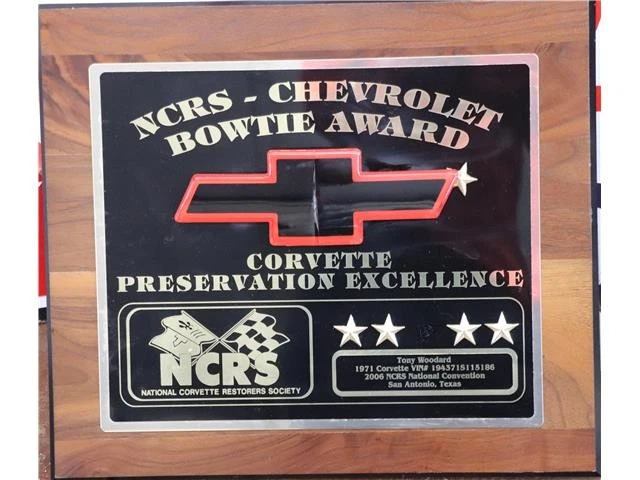 NCRS - CHEVROLET
BOWTIE AWARD
CORVETTE
PRESERVATION EXCELLENCE
NCRS
NATIONAL CORVETTE RESTORERS SOCIETY
Tony Woodard
1971 Corvette VIN# 194371S115186
2006 NCRS National Convention
San Antonio, Texas